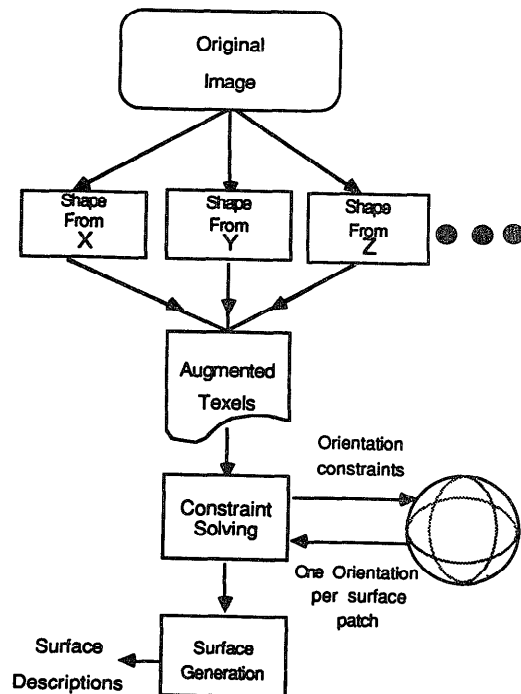 Original
Image
Shape
From
X
Shape
From
Y
Shape
From
Z
Augmented
Texels
Orientation
constraints
Constraint
Solving
One Orientation
per surface
patch
Surface
Generation
Surface
Descriptions